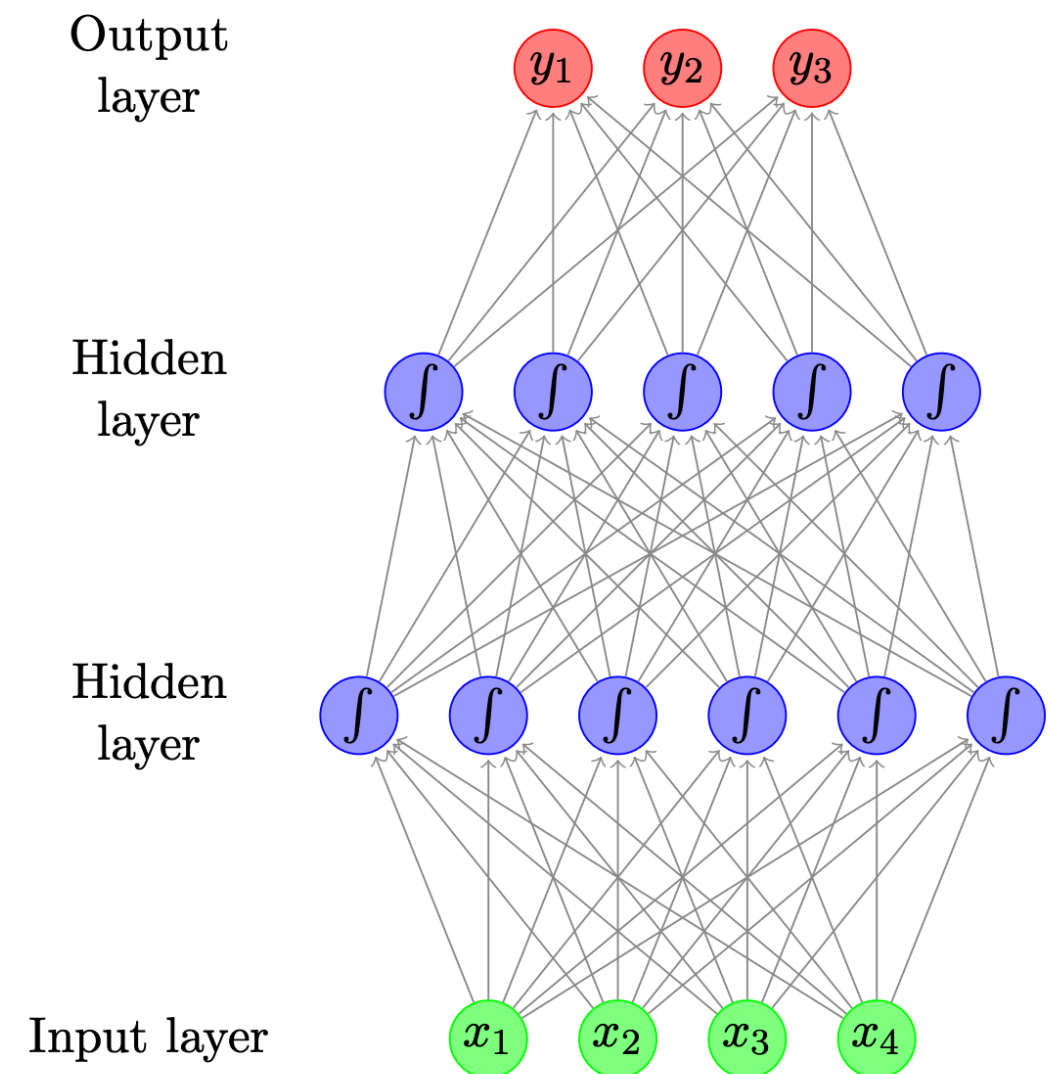 Output
layer
y₁ y₂ y₃
Hidden
layer
∫ ∫ ∫ ∫ ∫
Hidden
layer
∫ ∫ ∫ ∫ ∫ ∫
Input layer
x₁ x₂ x₃ x₄